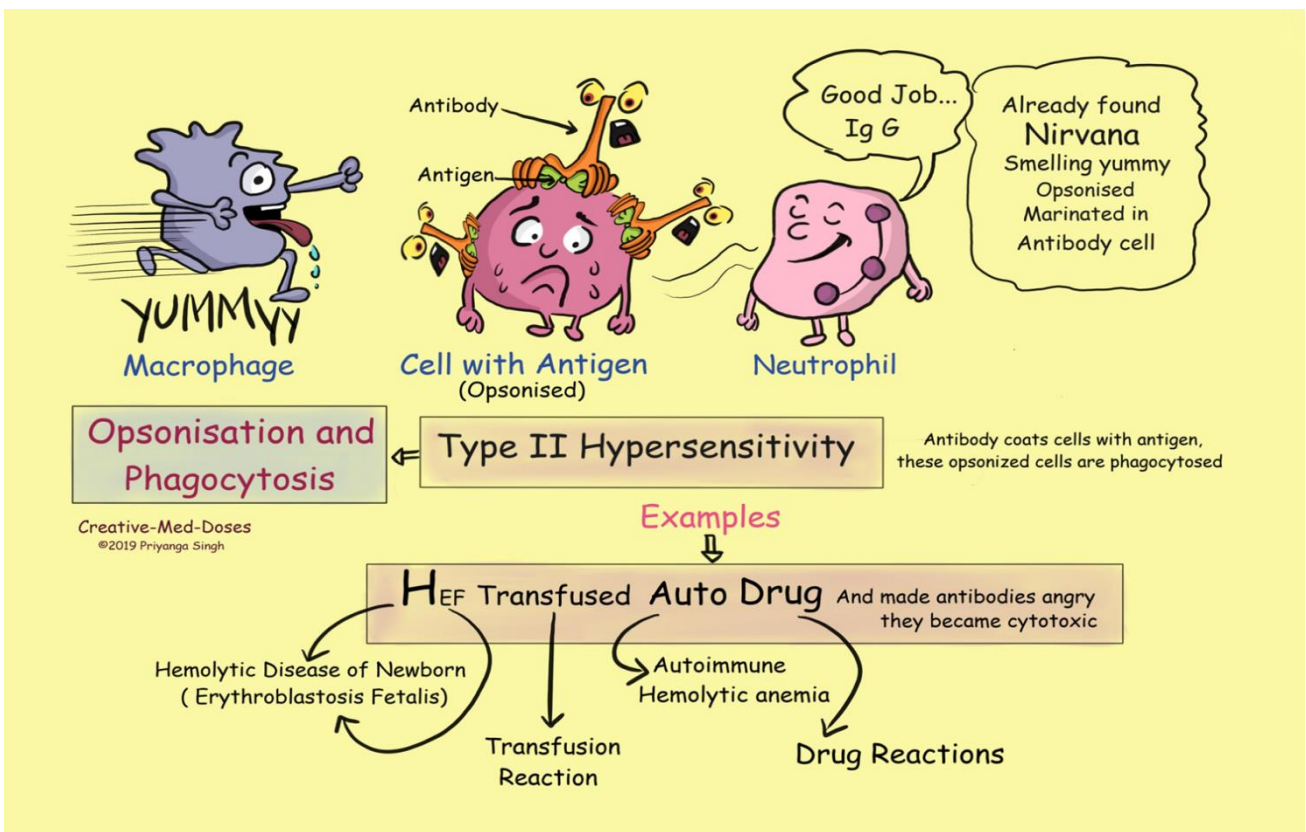 Antibody
Antigen
Good Job...
Ig G
Already found
Nirvana
Smelling yummy
Opsonised
Marinated in
Antibody cell
YUMMYY
Macrophage
Cell with Antigen
(Opsonised)
Neutrophil
Opsonisation and
Phagocytosis
Type II Hypersensitivity
Antibody coats cells with antigen,
these opsonized cells are phagocytosed
Creative-Med-Doses
©2019 Priyanga Singh
Examples
HEF Transfused Auto Drug And made antibodies angry
they became cytotoxic
Hemolytic Disease of Newborn
( Erythroblastosis Fetalis)
Transfusion
Reaction
Autoimmune
Hemolytic anemia
Drug Reactions